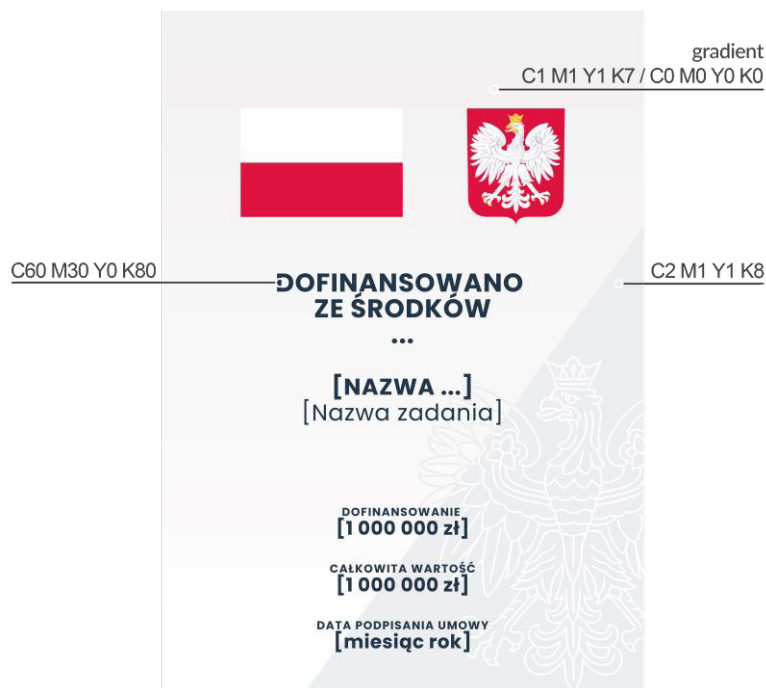 gradient
C1 M1 Y1 K7 / C0 M0 Y0 K0
C60 M30 Y0 K80
C2 M1 Y1 K8
DOFINANSOWANO
ZE ŚRODKÓW
...
[NAZWA ...]
[Nazwa zadania]
DOFINANSOWANIE
[1 000 000 zł]
CAŁKOWITA WARTOŚĆ
[1 000 000 zł]
DATA PODPISANIA UMOWY
[miesiąc rok]